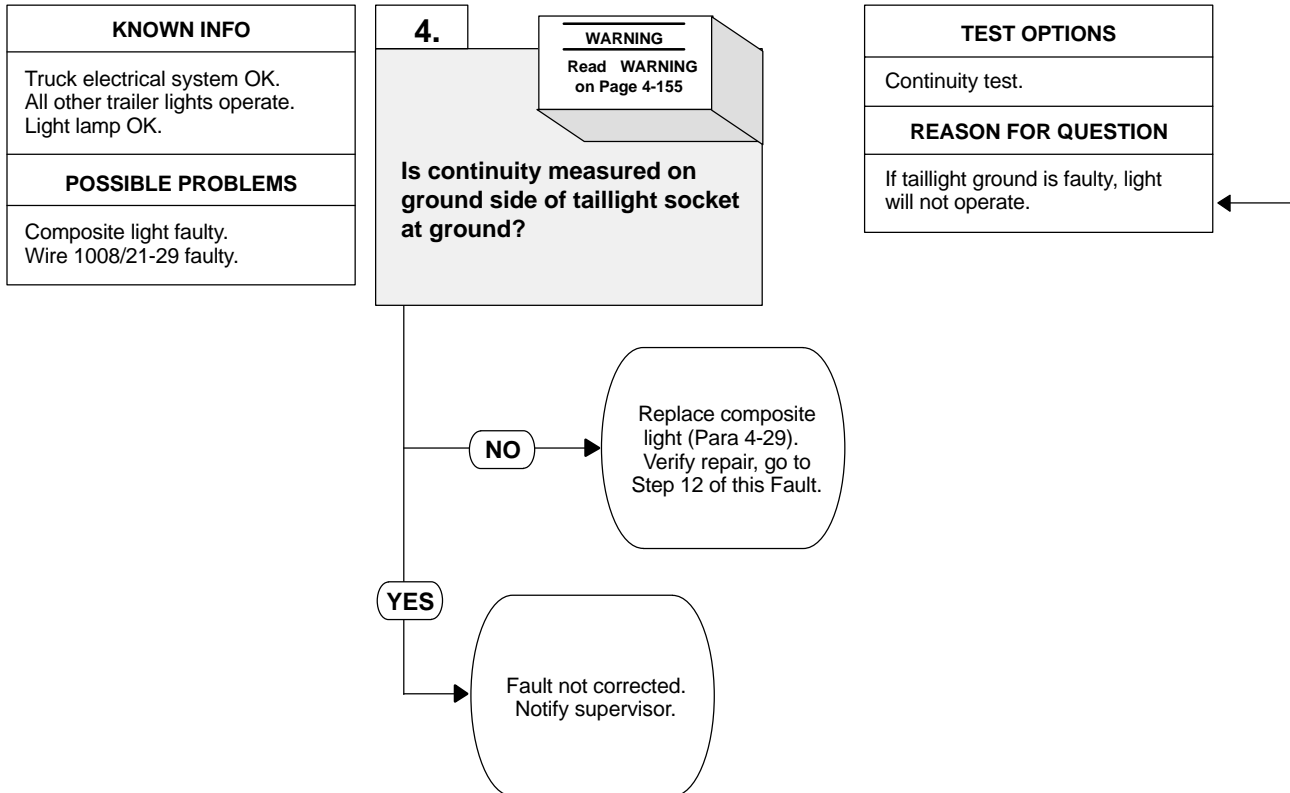 KNOWN INFO
Truck electrical system OK.
All other trailer lights operate.
Light lamp OK.
POSSIBLE PROBLEMS
Composite light faulty.
Wire 1008/21-29 faulty.
4.
WARNING
Read WARNING
on Page 4-155
Is continuity measured on
ground side of taillight socket
at ground?
TEST OPTIONS
Continuity test.
REASON FOR QUESTION
If taillight ground is faulty, light
will not operate.
NO
Replace composite
light (Para 4-29).
Verify repair, go to
Step 12 of this Fault.
YES
Fault not corrected.
Notify supervisor.